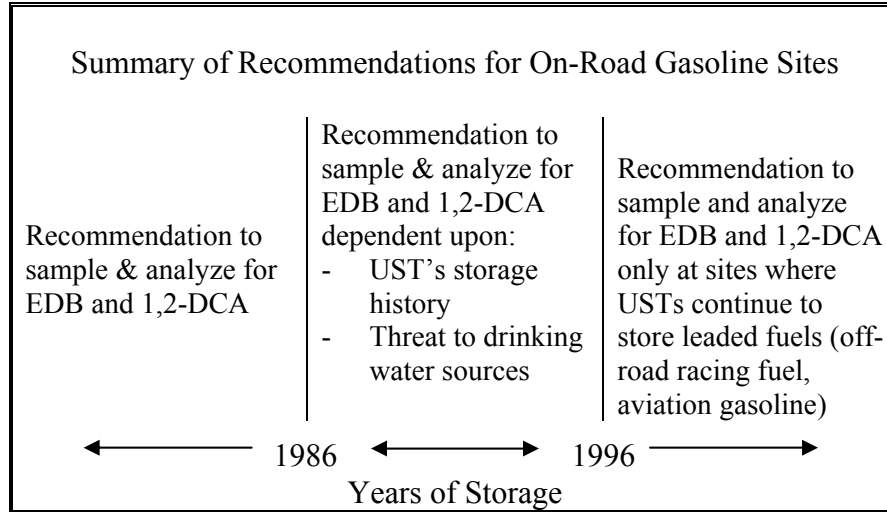 Summary of Recommendations for On-Road Gasoline Sites
Recommendation to
sample & analyze for
EDB and 1,2-DCA
Recommendation to
sample & analyze for
EDB and 1,2-DCA
dependent upon:
- UST’s storage
history
- Threat to drinking
water sources
Recommendation to
sample and analyze
for EDB and 1,2-DCA
only at sites where
USTs continue to
store leaded fuels (off-
road racing fuel,
aviation gasoline)
1986
1996
Years of Storage